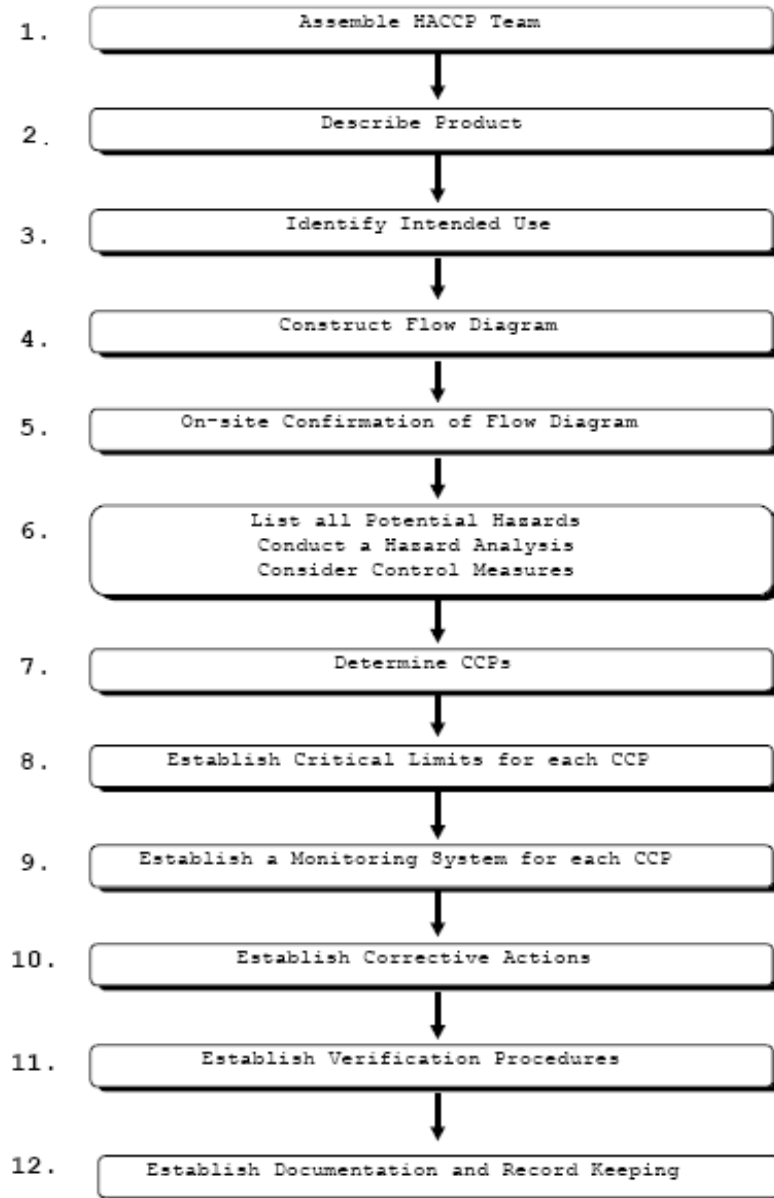 1. Assemble HACCP Team
2. Describe Product
3. Identify Intended Use
4. Construct Flow Diagram
5. On-site Confirmation of Flow Diagram
6. List all Potential Hazards
Conduct a Hazard Analysis
Consider Control Measures
7. Determine CCPs
8. Establish Critical Limits for each CCP
9. Establish a Monitoring System for each CCP
10. Establish Corrective Actions
11. Establish Verification Procedures
12. Establish Documentation and Record Keeping